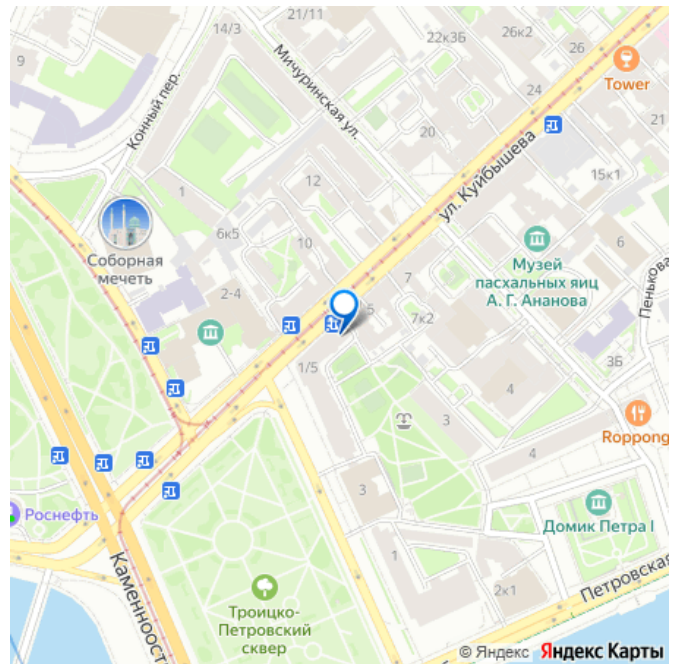 21/11
14/3
22к3Б
26к2
26
Tower
9
Мичуринская ул.
Конный пер.
24
20
21
ул. Куйбышева
15к1
12
1
6к5
10
Соборная
мечеть
2-4
7
5
7к2
Музей
пасхальных яиц
А. Г. Ананова
6
Пенькова
3Б
1/5
4
3
4
Roppong
3
Роснефть
Домик Петра I
1
2к1
Петровская
Каменноост
Троицко-
Петровский
сквер
© Яндекс Яндекс Карты